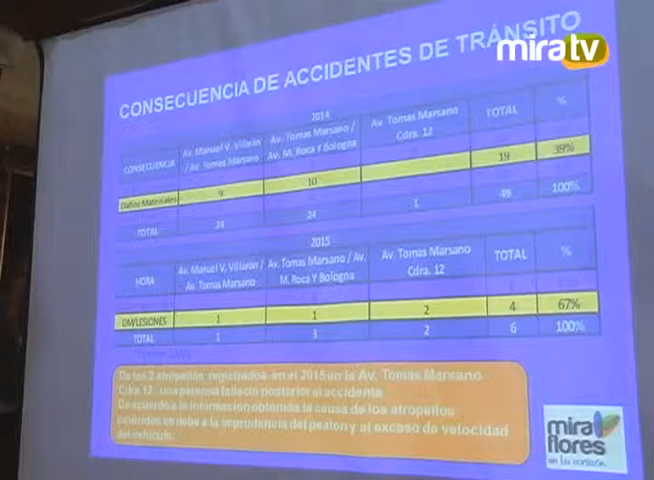 miratv
CONSECUENCIA DE ACCIDENTES DE TRÁNSITO
2014
CONSECUENCIA Av. Manuel V. Villarán / Av. Tomas Marsano Av. Tomas Marsano / Av. M. Roca Y Bologna Av. Tomas Marsano Cdra. 12 TOTAL %
Daños Materiales 9 10 19 39%
TOTAL 24 24 1 49 100%
2015
HORA Av. Manuel V. Villarán / Av. Tomas Marsano Av. Tomas Marsano / Av. M. Roca Y Bologna Av. Tomas Marsano Cdra. 12 TOTAL %
DM/LESIONES 1 1 2 4 67%
TOTAL 1 3 2 6 100%
De los 2 atropellos registrados en el 2015 en la Av. Tomas Marsano
Cdra.12, una persona falleció posterior al accidente.
De acuerdo a la información obtenida la causa de los atropellos
ocurridos se debe a la imprudencia del peaton y al exceso de velocidad
del vehículo.
mira
flores